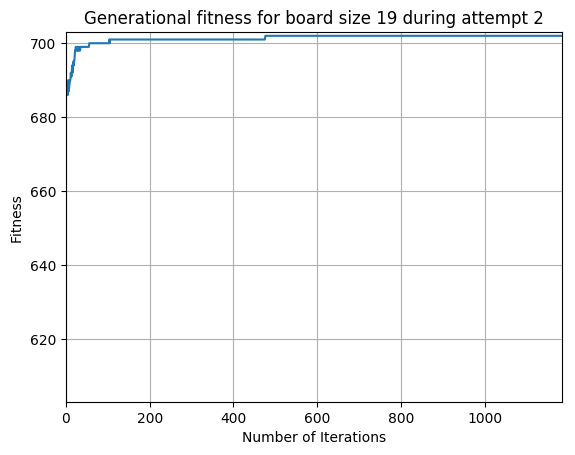 Generational fitness for board size 19 during attempt 2
700
680
660
640
620
Fitness
0 200 400 600 800 1000
Number of Iterations